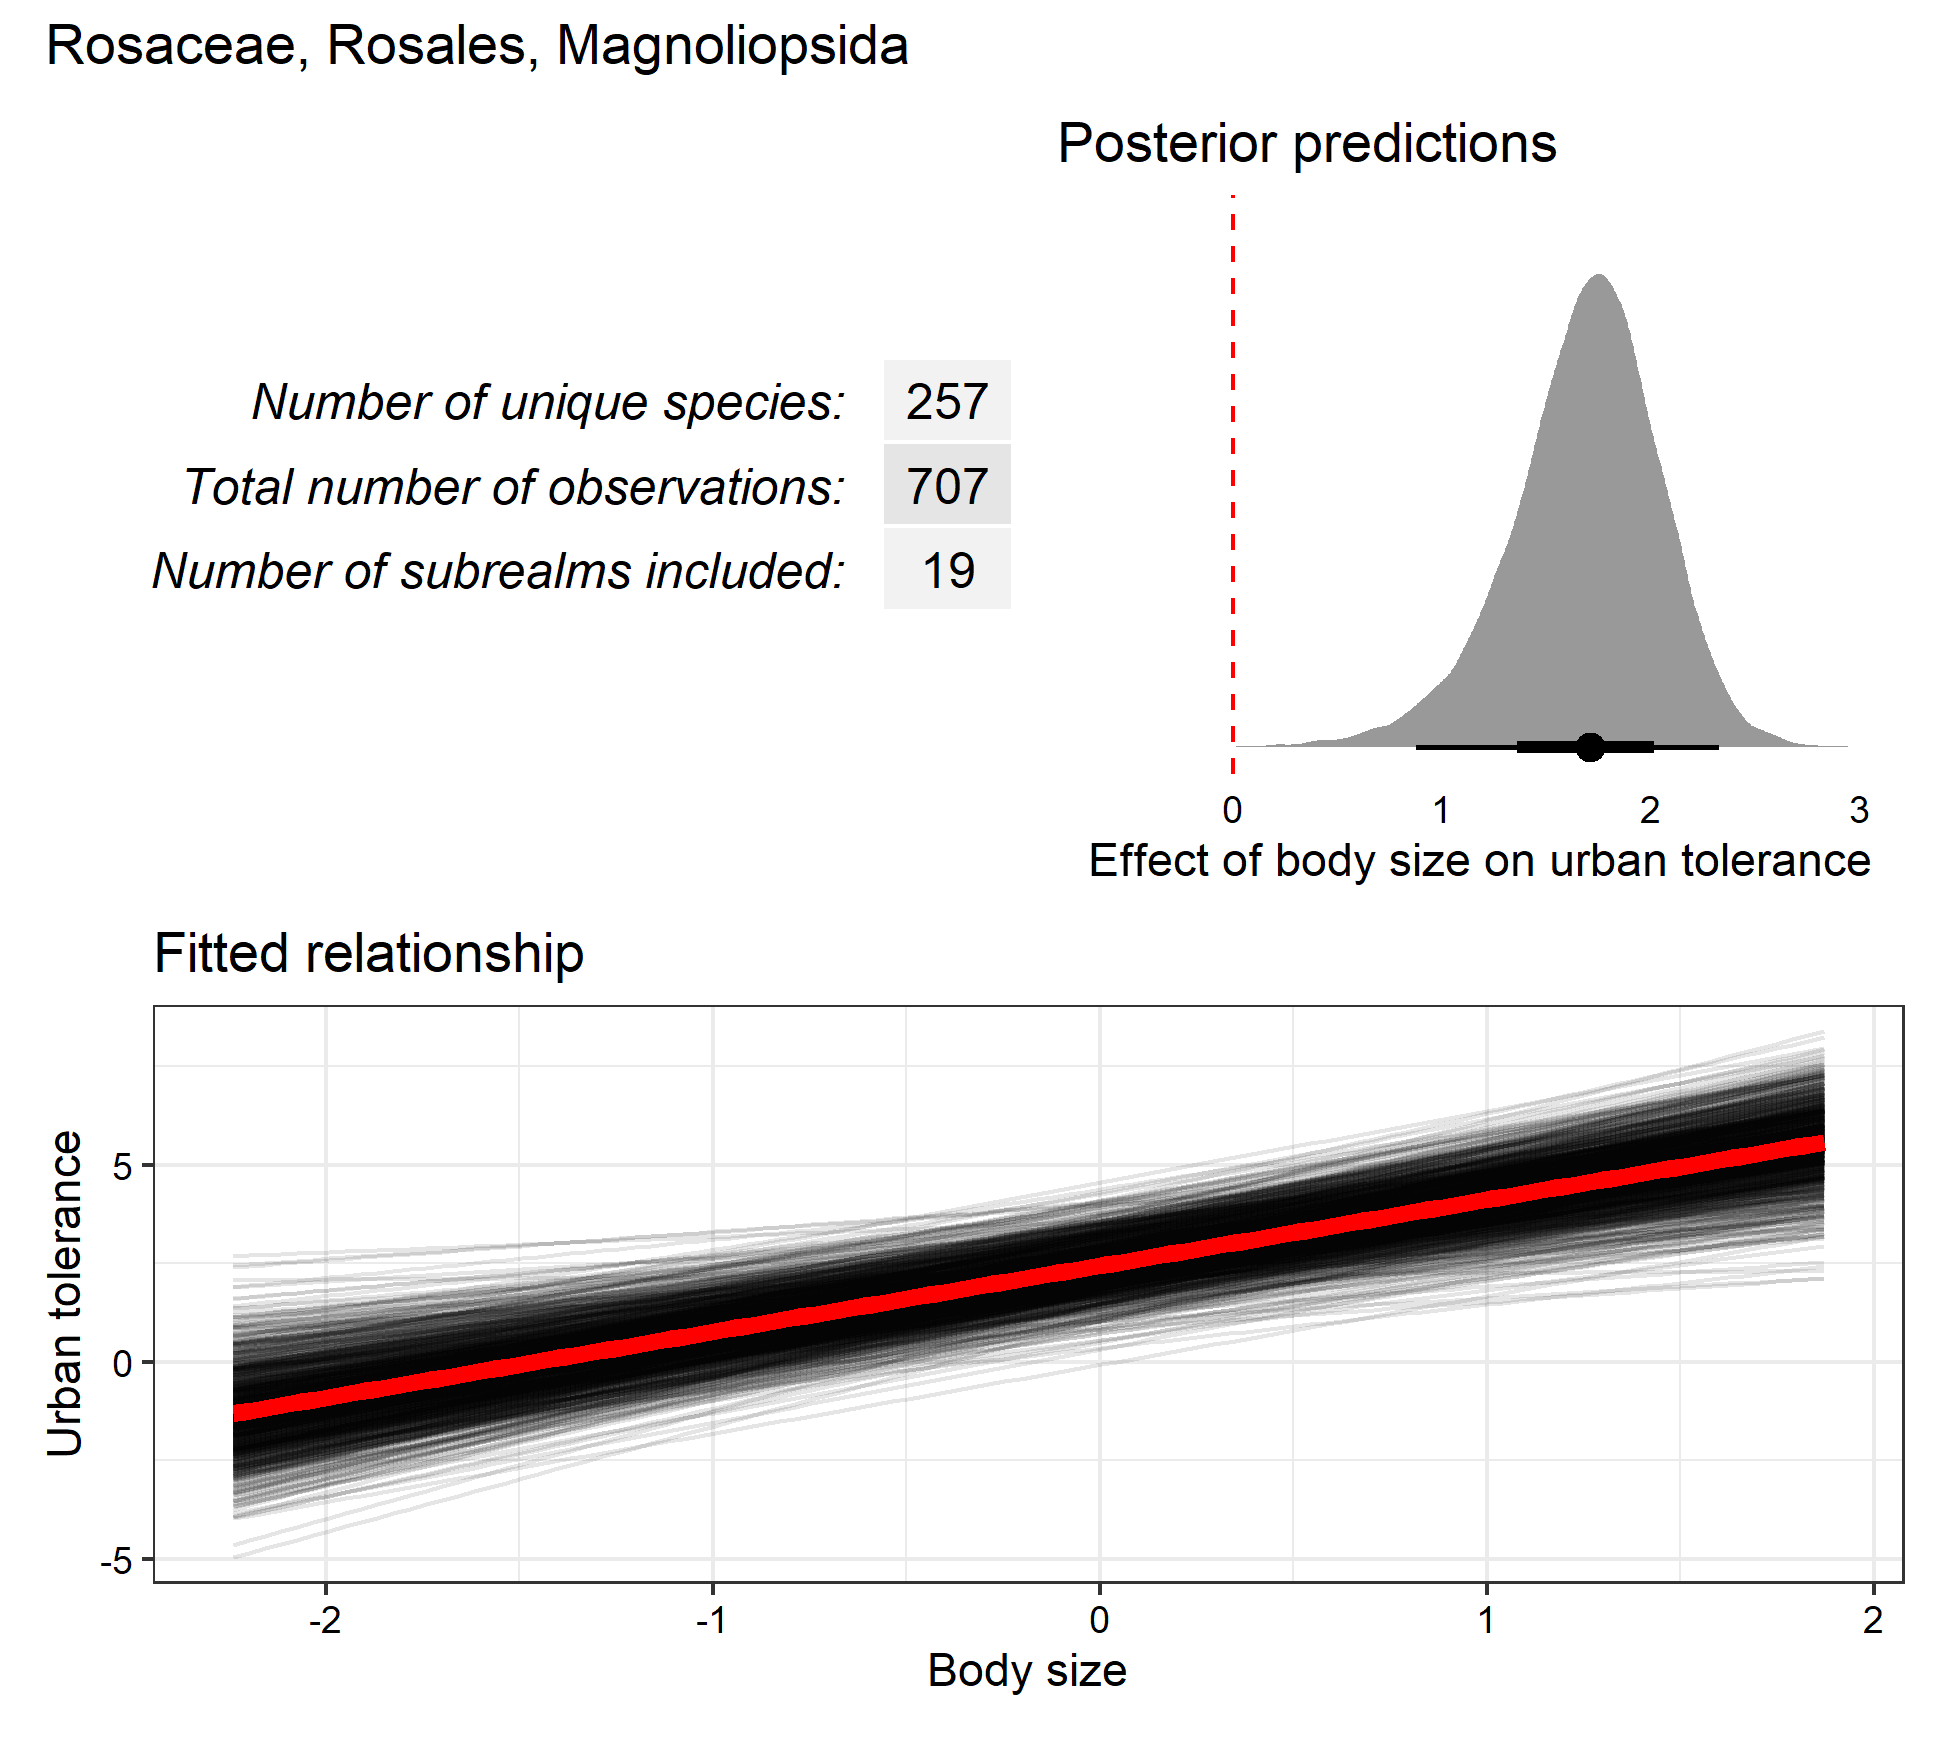 Rosaceae, Rosales, Magnoliopsida
Posterior predictions
Number of unique species: 257
Total number of observations: 707
Number of subrealms included: 19
0 1 2 3
Effect of body size on urban tolerance
Fitted relationship
Urban tolerance
5
0
-5
-2 -1 0 1 2
Body size